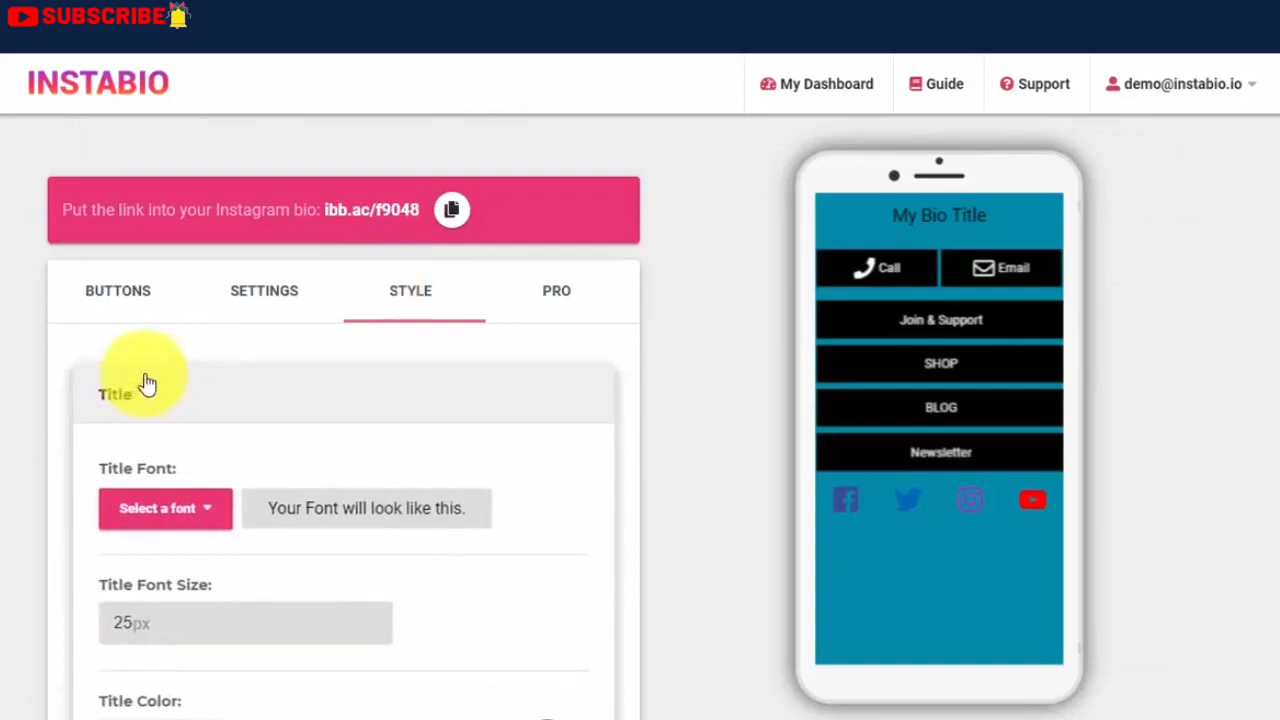 SUBSCRIBE
INSTABIO
My Dashboard
Guide
Support
demo@instabio.io
Put the link into your Instagram bio: ibb.ac/f9048
BUTTONS
SETTINGS
STYLE
PRO
Title
Title Font:
Select a font
Your Font will look like this.
Title Font Size:
25px
Title Color:
My Bio Title
Call
Email
Join & Support
SHOP
BLOG
Newsletter